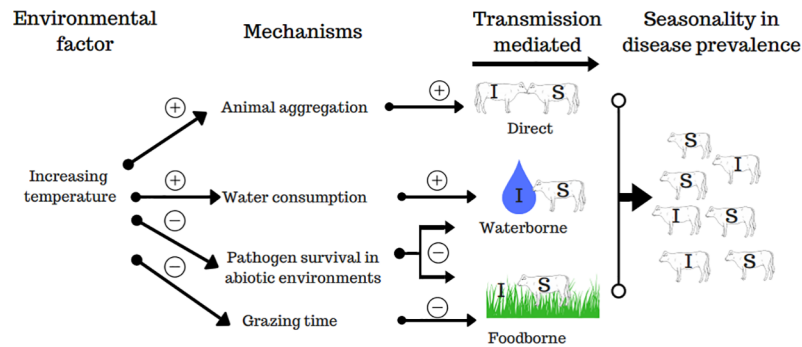 Environmental
factor
Mechanisms
Transmission
mediated
Seasonality in
disease prevalence
+
Animal aggregation
+
I S
Direct
Increasing
temperature
+
Water consumption
+
I S
Waterborne
−
Pathogen survival in
abiotic environments
−
−
Grazing time
−
I S
Foodborne
S
I
S
I S
I S